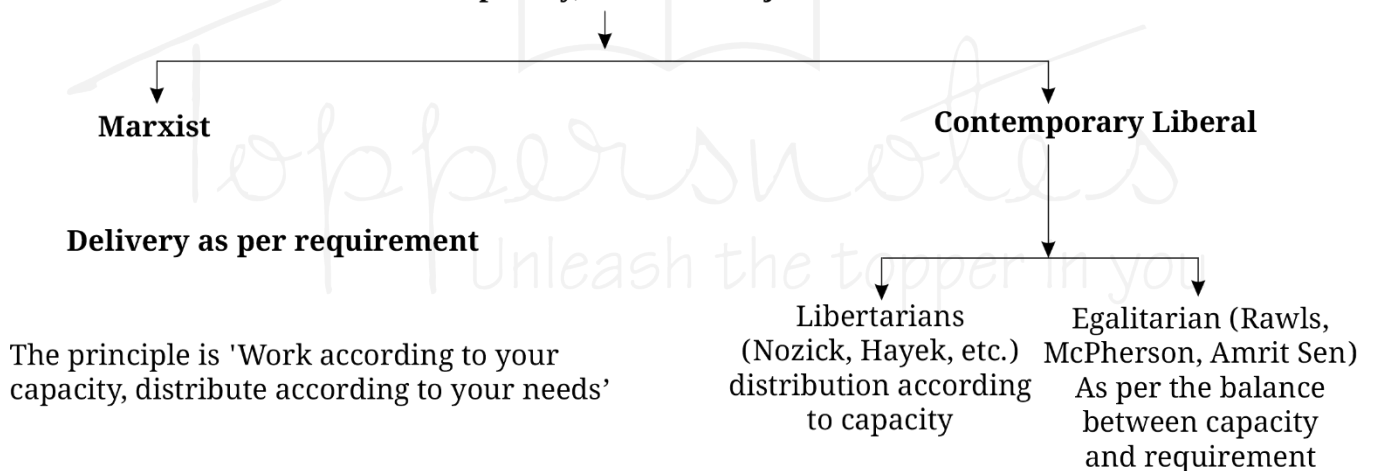 Marxist
Contemporary Liberal
Toppersnotes
Unleash the topper in you
Delivery as per requirement
The principle is 'Work according to your
capacity, distribute according to your needs’
Libertarians
(Nozick, Hayek, etc.)
distribution according
to capacity
Egalitarian (Rawls,
McPherson, Amrit Sen)
As per the balance
between capacity
and requirement